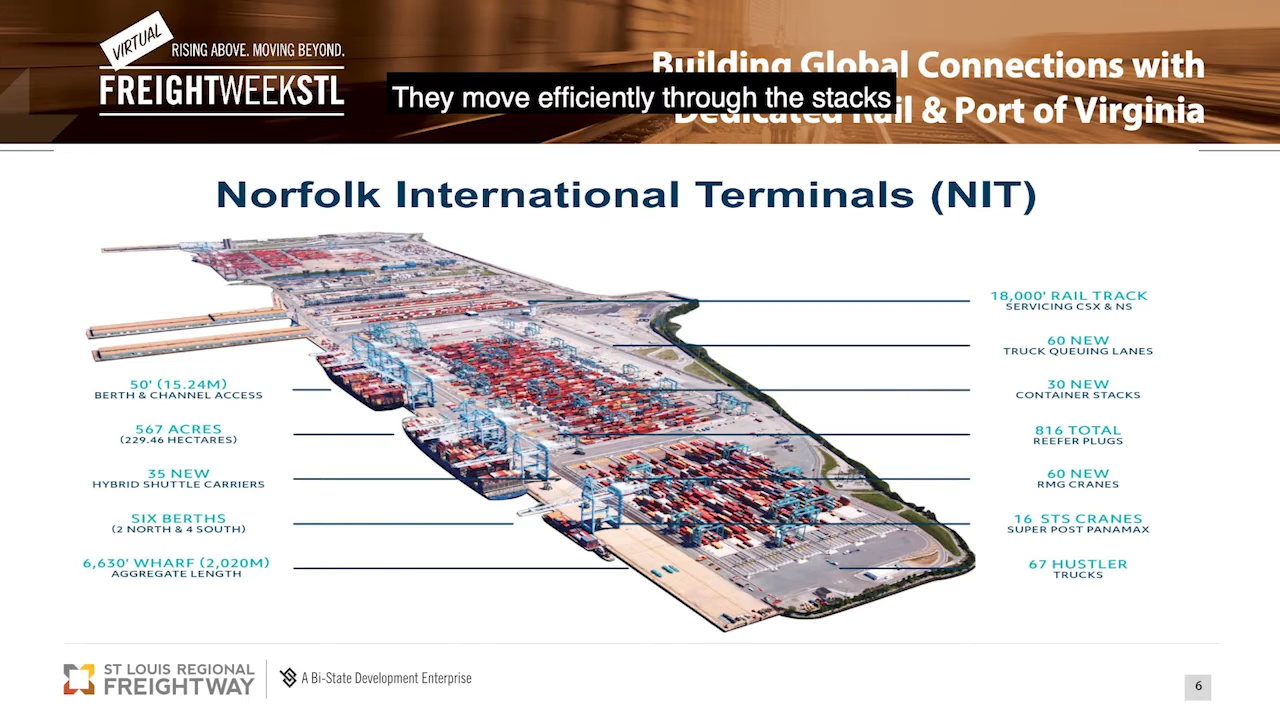 VIRTUAL
RISING ABOVE. MOVING BEYOND.
FREIGHTWEEKSTL
Building Global Connections with
Dedicated Rail & Port of Virginia
They move efficiently through the stacks
Norfolk International Terminals (NIT)
50' (15.24M)
BERTH & CHANNEL ACCESS
567 ACRES
(229.46 HECTARES)
35 NEW
HYBRID SHUTTLE CARRIERS
SIX BERTHS
(2 NORTH & 4 SOUTH)
6,630' WHARF (2,020M)
AGGREGATE LENGTH
18,000' RAIL TRACK
SERVICING CSX & NS
60 NEW
TRUCK QUEUING LANES
30 NEW
CONTAINER STACKS
816 TOTAL
REEFER PLUGS
60 NEW
RMG CRANES
16 STS CRANES
SUPER POST PANAMAX
67 HUSTLER
TRUCKS
ST LOUIS REGIONAL
FREIGHTWAY
A Bi-State Development Enterprise
6